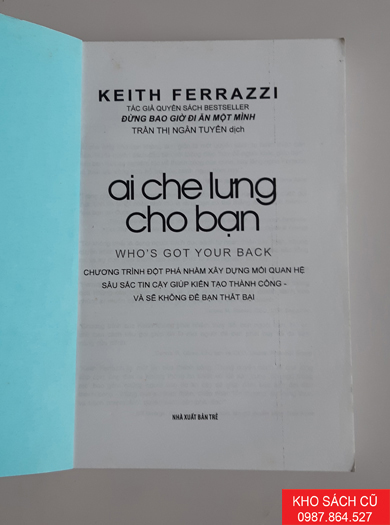 KEITH FERRAZZI
TÁC GIẢ QUYỂN SÁCH BESTSELLER
ĐỪNG BAO GIỜ ĐI ĂN MỘT MÌNH
TRẦN THỊ NGÂN TUYẾN dịch
ai che lưng
cho bạn
WHO'S GOT YOUR BACK
CHƯƠNG TRÌNH ĐỘT PHÁ NHẰM XÂY DỰNG MỐI QUAN HỆ
SÂU SẮC TIN CẬY GIÚP KIẾN TẠO THÀNH CÔNG -
VÀ SẼ KHÔNG ĐỂ BẠN THẤT BẠI
NHÀ XUẤT BẢN TRẺ
KHO SÁCH CŨ
0987.864.527